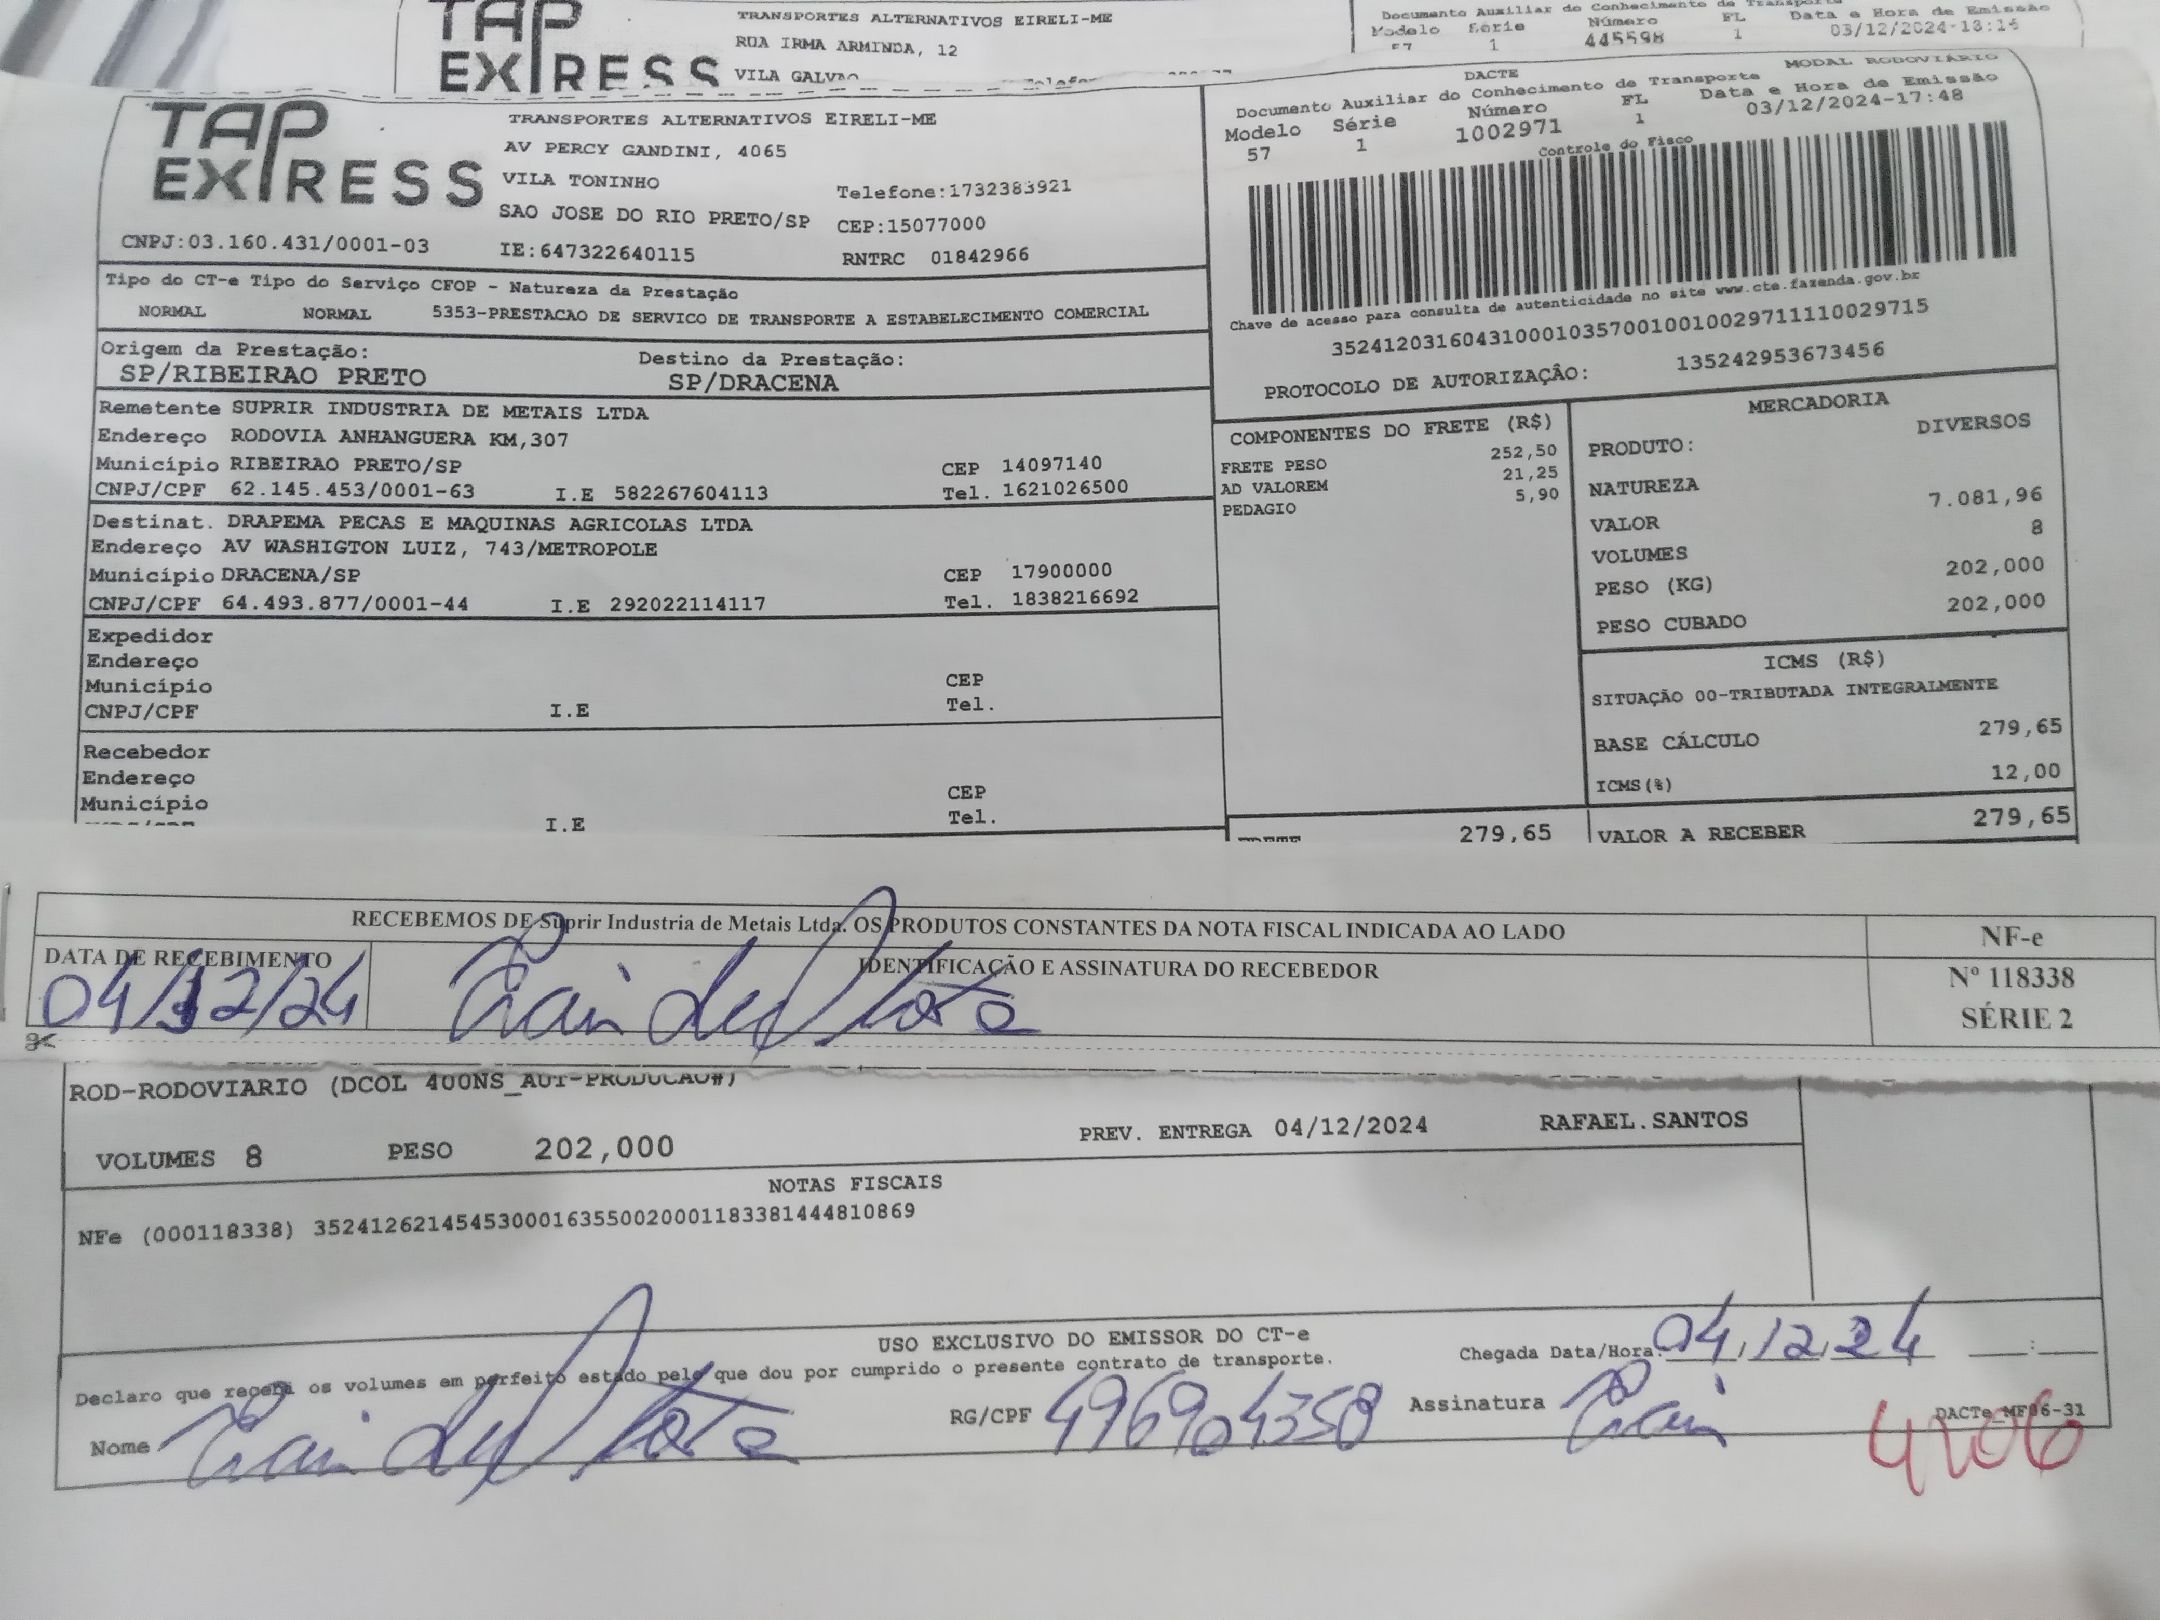 TAP
EXPRESS
TRANSPORTES ALTERNATIVOS EIRELI-ME
RUA IRMA ARMINDA, 12
VILA GALVAO
Documento Auxiliar do Conhecimento de Transporte
Modelo Série Número FL Data e Hora de Emissão
57 1 445598 1 03/12/2024-18:16
TAP
EXPRESS
TRANSPORTES ALTERNATIVOS EIRELI-ME
AV PERCY GANDINI, 4065
VILA TONINHO Telefone:1732383921
SAO JOSE DO RIO PRETO/SP CEP:15077000
CNPJ:03.160.431/0001-03 IE:647322640115 RNTRC 01842966
DACTE MODAL RODOVIÁRIO
Documento Auxiliar do Conhecimento de Transporte
Modelo Série Número FL Data e Hora de Emissão
57 1 1002971 1 03/12/2024-17:48
Controle do Fisco
Chave de acesso para consulta de autenticidade no site www.cte.fazenda.gov.br
35241203160431000103570010010029711110029715
PROTOCOLO DE AUTORIZAÇÃO: 135242953673456
Tipo do CT-e Tipo do Serviço CFOP - Natureza da Prestação
NORMAL NORMAL 5353-PRESTACAO DE SERVICO DE TRANSPORTE A ESTABELECIMENTO COMERCIAL
Origem da Prestação: Destino da Prestação:
SP/RIBEIRAO PRETO SP/DRACENA
Remetente SUPRIR INDUSTRIA DE METAIS LTDA
Endereço RODOVIA ANHANGUERA KM,307
Município RIBEIRAO PRETO/SP CEP 14097140
CNPJ/CPF 62.145.453/0001-63 I.E 582267604113 Tel. 1621026500
Destinat. DRAPEMA PECAS E MAQUINAS AGRICOLAS LTDA
Endereço AV WASHIGTON LUIZ, 743/METROPOLE
Município DRACENA/SP CEP 17900000
CNPJ/CPF 64.493.877/0001-44 I.E 292022114117 Tel. 1838216692
Expedidor
Endereço
Município CEP
CNPJ/CPF I.E Tel.
Recebedor
Endereço
Município CEP
I.E Tel.
COMPONENTES DO FRETE (R$)
FRETE PESO 252,50
AD VALOREM 21,25
PEDAGIO 5,90
MERCADORIA
PRODUTO: DIVERSOS
NATUREZA
VALOR 7.081,96
VOLUMES 8
PESO (KG) 202,000
PESO CUBADO 202,000
ICMS (R$)
SITUAÇÃO 00-TRIBUTADA INTEGRALMENTE
BASE CÁLCULO 279,65
ICMS(%) 12,00
279,65 VALOR A RECEBER 279,65
RECEBEMOS DE Suprir Industria de Metais Ltda. OS PRODUTOS CONSTANTES DA NOTA FISCAL INDICADA AO LADO
DATA DE RECEBIMENTO IDENTIFICAÇÃO E ASSINATURA DO RECEBEDOR
04/12/24
NF-e
Nº 118338
SÉRIE 2
ROD-RODOVIARIO (DCOL 400NS_AUT-PRODUCAO#)
VOLUMES 8 PESO 202,000 PREV. ENTREGA 04/12/2024 RAFAEL.SANTOS
NOTAS FISCAIS
NFe (000118338) 35241262145453000163550020001183381444810869
USO EXCLUSIVO DO EMISSOR DO CT-e
Declaro que recebi os volumes em perfeito estado pelo que dou por cumprido o presente contrato de transporte.
Chegada Data/Hora: 04,12,24 :
Nome RG/CPF 496904358 Assinatura
DACTe_MF06-31
4206